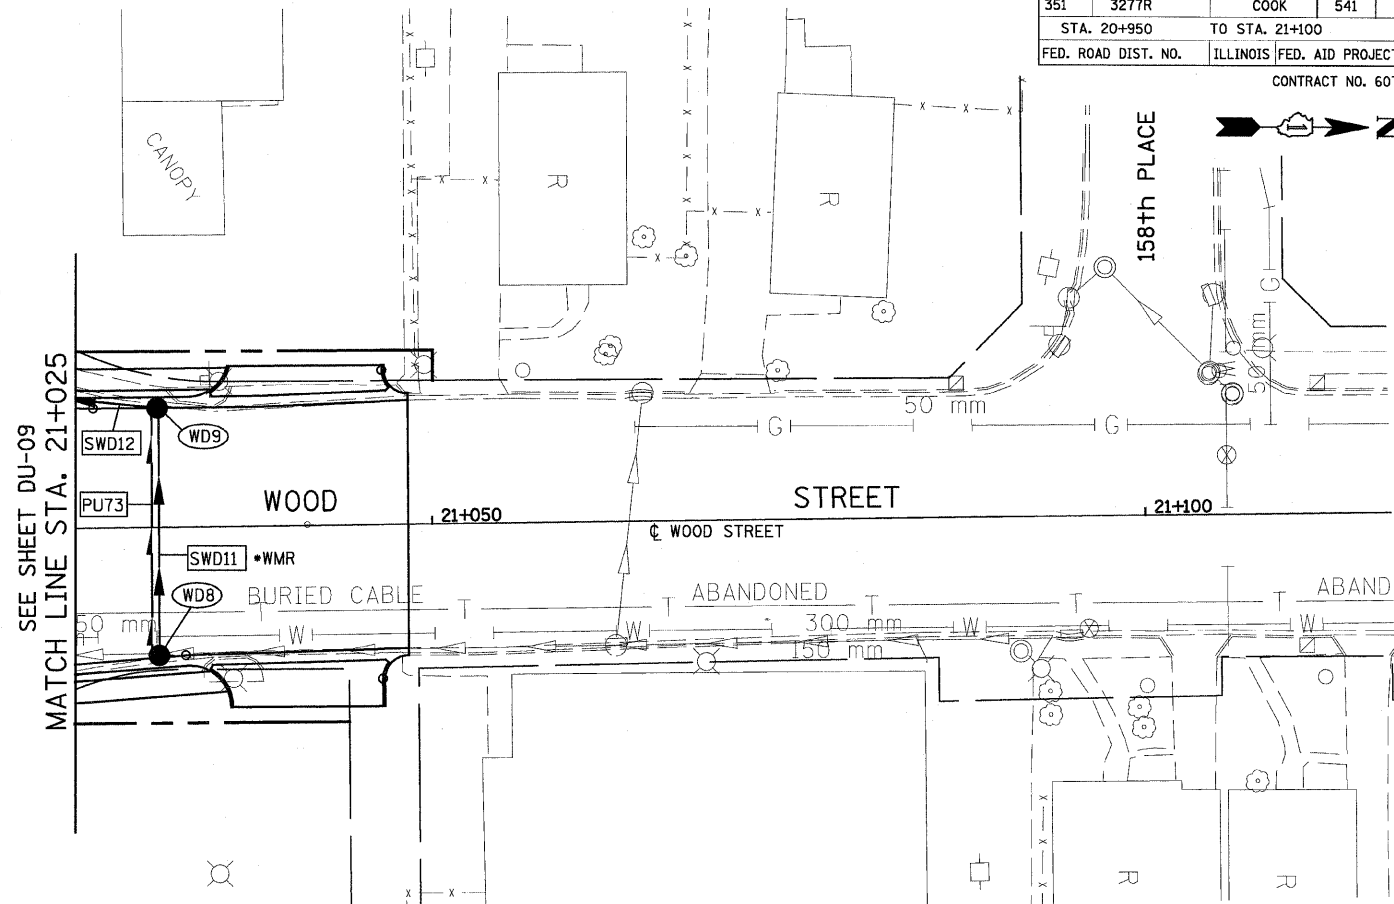 351 3277R COOK 541
STA. 20+950 TO STA. 21+100
FED. ROAD DIST. NO. ILLINOIS FED. AID PROJECT
CONTRACT NO. 60
158th PLACE
CANOPY
R
R
SEE SHEET DU-09
MATCH LINE STA. 21+025
SWD12
WD9
50 mm
G
G
G
50 mm
PU73
WOOD
STREET
21+050
21+100
℄ WOOD STREET
SWD11 *WMR
WD8
BURIED CABLE
ABANDONED
ABAND
T
T
T
T
T
T
50 mm
W
W
W
W
300 mm
150 mm
R
R